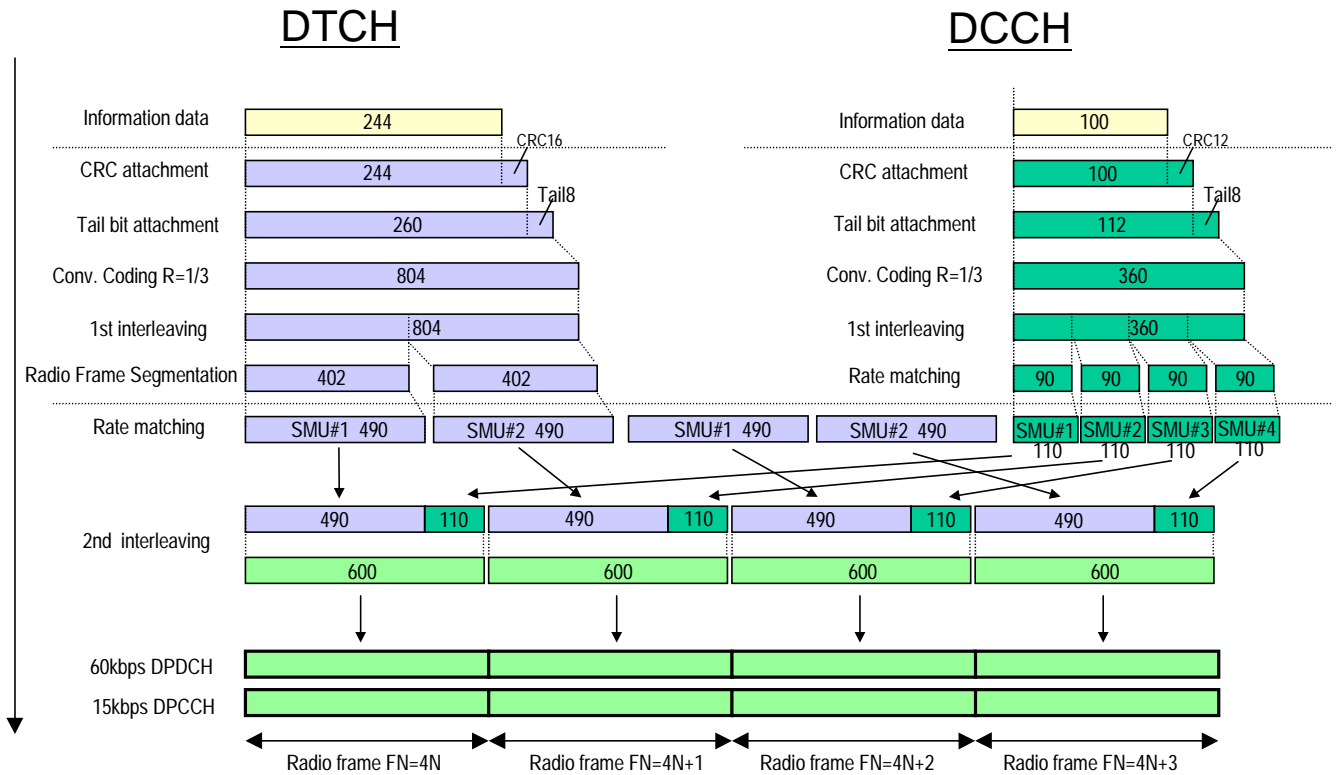 DTCH DCCH
Information data 244 Information data 100
CRC16 CRC12
CRC attachment 244 CRC attachment 100
Tail8 Tail8
Tail bit attachment 260 Tail bit attachment 112
Conv. Coding R=1/3 804 Conv. Coding R=1/3 360
1st interleaving 804 1st interleaving 360
Radio Frame Segmentation 402 402 Rate matching 90 90 90 90
Rate matching SMU#1 490 SMU#2 490 SMU#1 490 SMU#2 490 SMU#1 SMU#2 SMU#3 SMU#4
110 110 110 110
490 110 490 110 490 110 490 110
2nd interleaving
600 600 600 600
60kbps DPDCH
15kbps DPCCH
Radio frame FN=4N Radio frame FN=4N+1 Radio frame FN=4N+2 Radio frame FN=4N+3